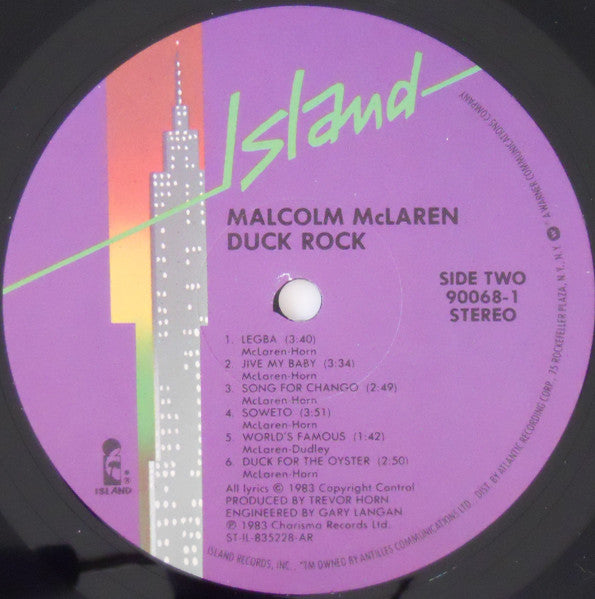 Island
MALCOLM McLAREN
DUCK ROCK
SIDE TWO
90068-1
STEREO
1. LEGBA (3:40)
McLaren-Horn
2. JIVE MY BABY (3:34)
McLaren-Horn
3. SONG FOR CHANGO (2:49)
McLaren-Horn
4. SOWETO (3:51)
McLaren-Horn
5. WORLD'S FAMOUS (1:42)
McLaren-Dudley
6. DUCK FOR THE OYSTER (2:50)
McLaren-Horn
All lyrics © 1983 Copyright Control
PRODUCED BY TREVOR HORN
ENGINEERED BY GARY LANGAN
℗ 1983 Charisma Records Ltd.
ST-IL-835228-AR
ISLAND
®
ISLAND RECORDS, INC., *TM OWNED BY ANTILLES COMMUNICATIONS LTD. DIST. BY ATLANTIC RECORDING CORP. 75 ROCKEFELLER PLAZA, N.Y., N.Y. A WARNER COMMUNICATIONS COMPANY